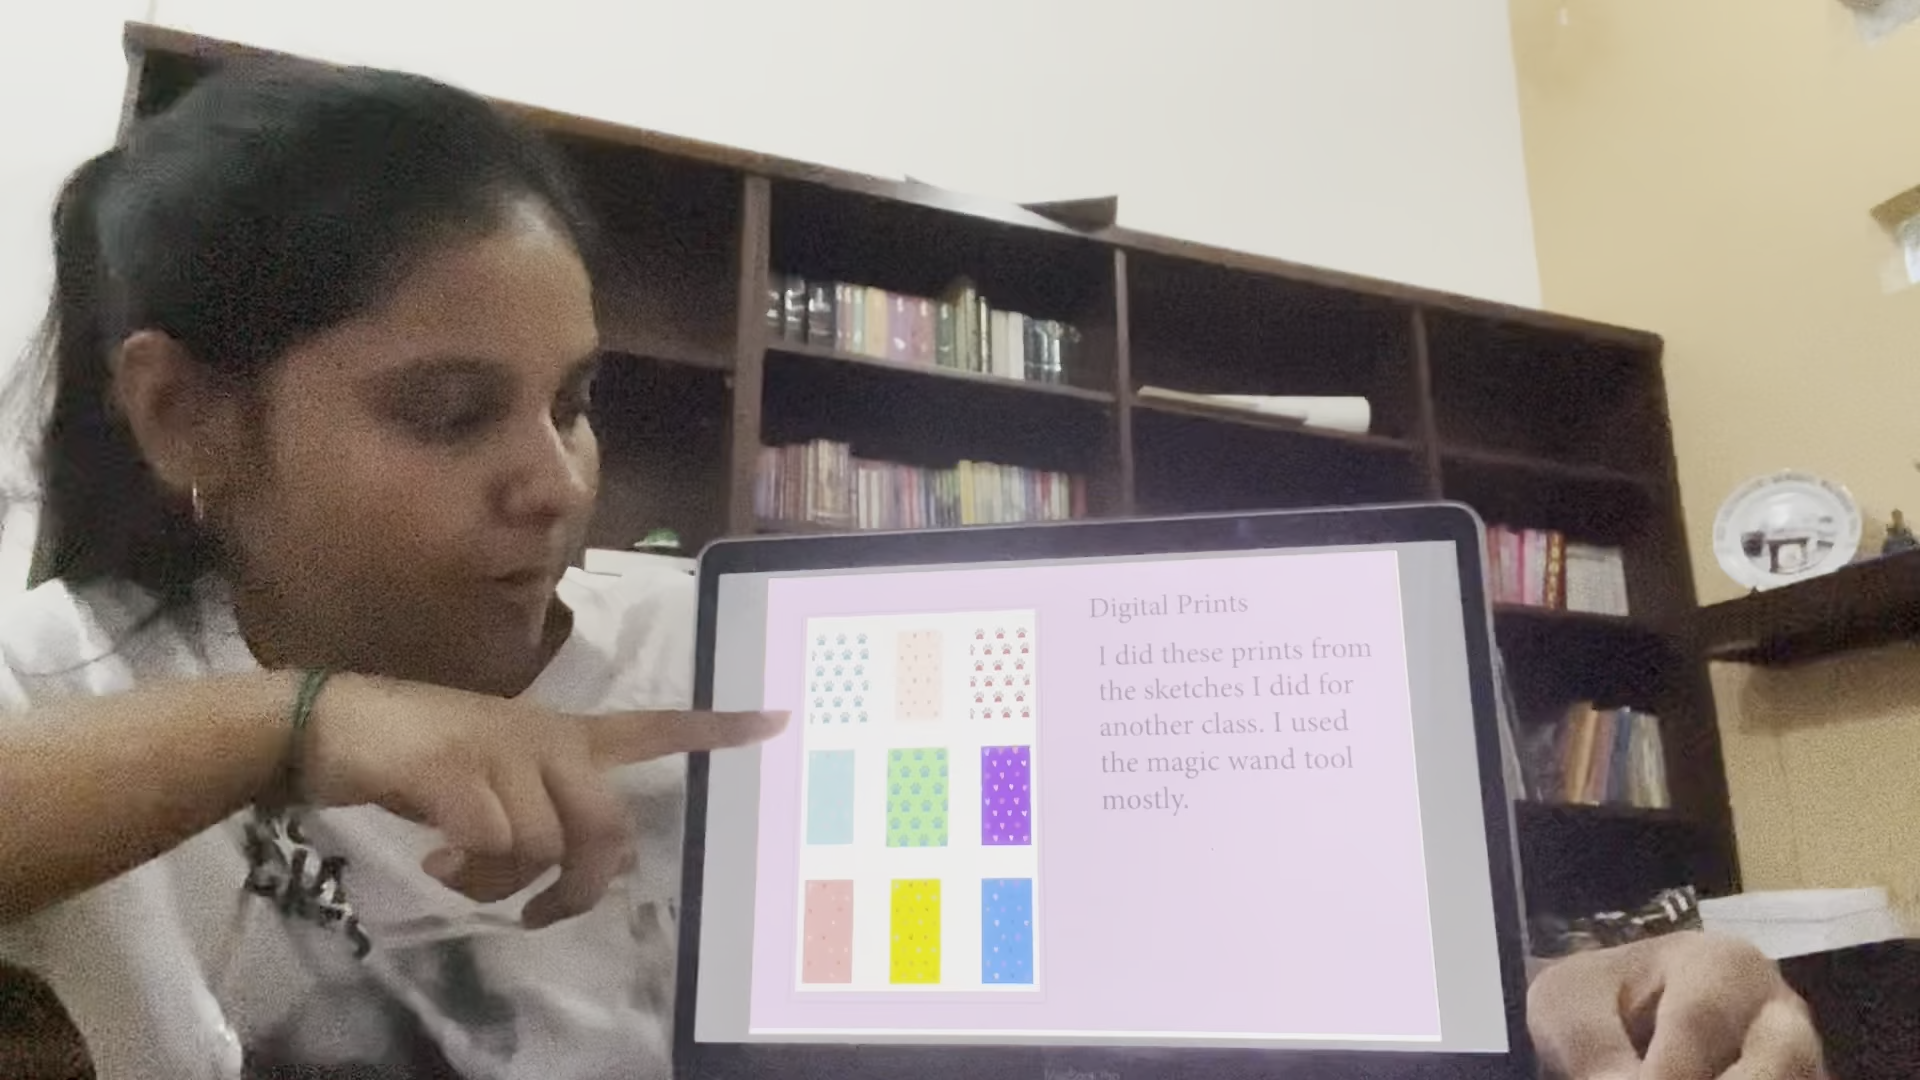 Digital Prints
I did these prints from
the sketches I did for
another class. I used
the magic wand tool
mostly.